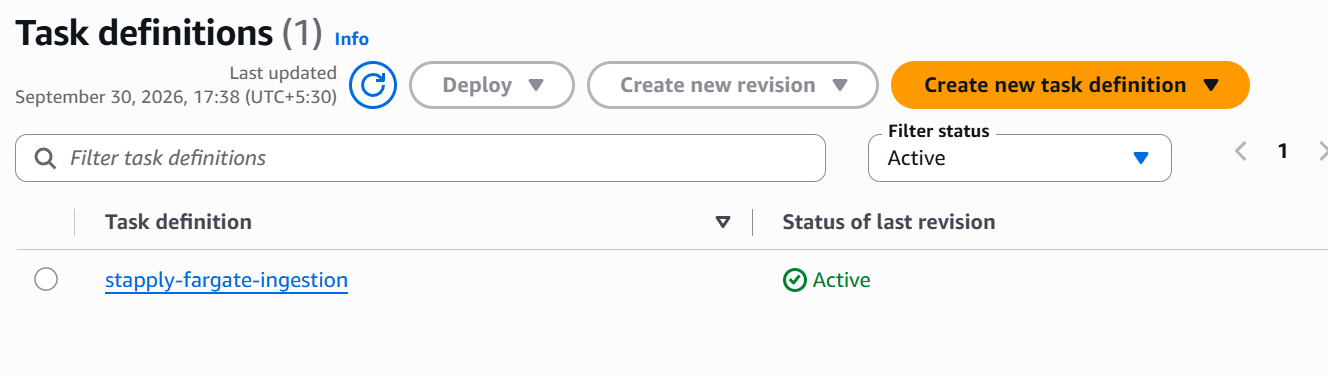 Task definitions (1) Info
Last updated
September 30, 2026, 17:38 (UTC+5:30)
Deploy
Create new revision
Create new task definition
Filter task definitions
Filter status
Active
1
Task definition
Status of last revision
stapply-fargate-ingestion
Active